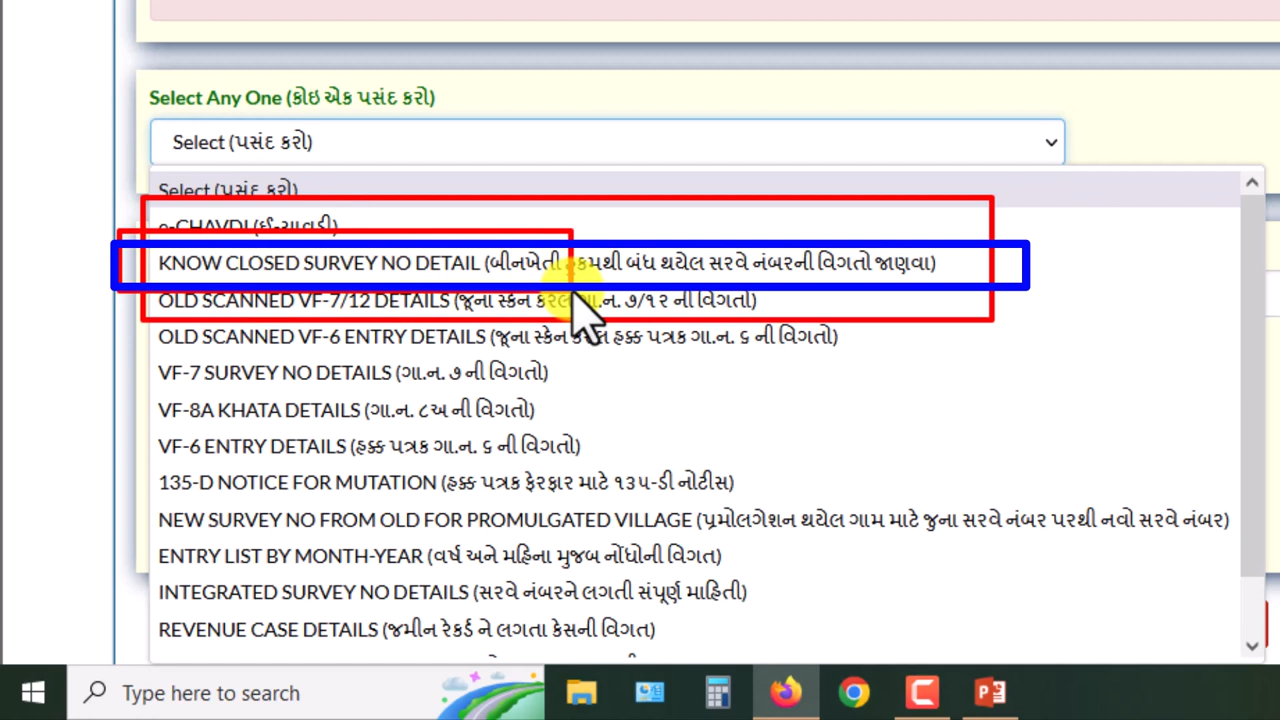 Select Any One (કોઇ એક પસંદ કરો)
Select (પસંદ કરો)
Select (પસંદ કરો)
e-CHAVDI (ઈ-ચાવડી)
KNOW CLOSED SURVEY NO DETAIL (બીનખેતી હુકમથી બંધ થયેલ સરવે નંબરની વિગતો જાણવા)
OLD SCANNED VF-7/12 DETAILS (જૂના સ્કેન કરેલ ગા.ન. ૭/૧૨ ની વિગતો)
OLD SCANNED VF-6 ENTRY DETAILS (જૂના સ્કેન કરેલ હક્ક પત્રક ગા.ન. ૬ ની વિગતો)
VF-7 SURVEY NO DETAILS (ગા.ન. ૭ ની વિગતો)
VF-8A KHATA DETAILS (ગા.ન. ૮અ ની વિગતો)
VF-6 ENTRY DETAILS (હક્ક પત્રક ગા.ન. ૬ ની વિગતો)
135-D NOTICE FOR MUTATION (હક્ક પત્રક ફેરફાર માટે ૧૩૫-ડી નોટીસ)
NEW SURVEY NO FROM OLD FOR PROMULGATED VILLAGE (પ્રમોલગેશન થયેલ ગામ માટે જુના સરવે નંબર પરથી નવો સરવે નંબર)
ENTRY LIST BY MONTH-YEAR (વર્ષ અને મહિના મુજબ નોંધોની વિગત)
INTEGRATED SURVEY NO DETAILS (સરવે નંબરને લગતી સંપૂર્ણ માહિતી)
REVENUE CASE DETAILS (જમીન રેકર્ડ ને લગતા કેસની વિગત)
Type here to search